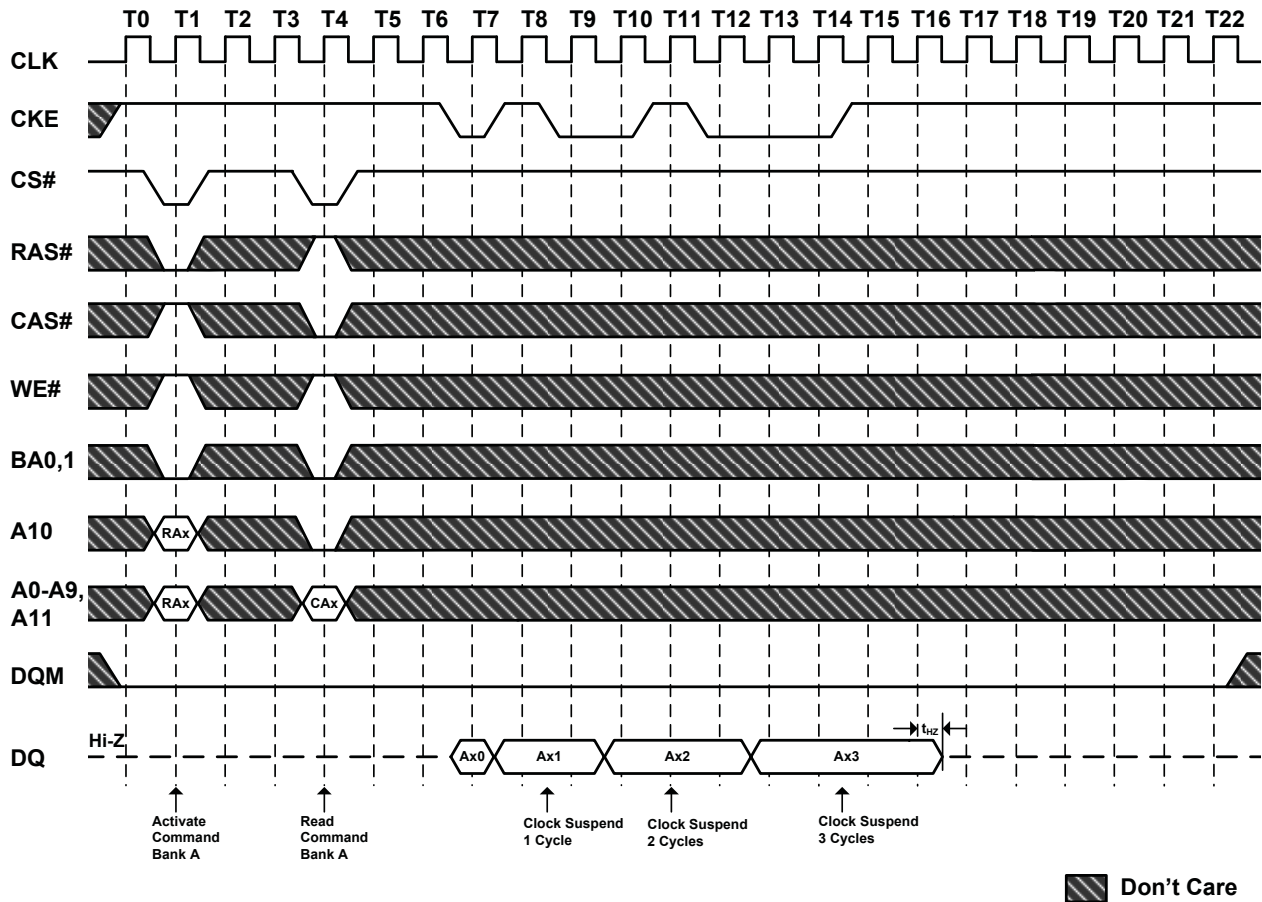 T0 T1 T2 T3 T4 T5 T6 T7 T8 T9 T10 T11 T12 T13 T14 T15 T16 T17 T18 T19 T20 T21 T22
CLK
CKE
CS#
RAS#
CAS#
WE#
BA0,1
A10
RAx
A0-A9,
A11
RAx
CAx
DQM
DQ
Hi-Z
Ax0
Ax1
Ax2
Ax3
tHZ
Activate
Command
Bank A
Read
Command
Bank A
Clock Suspend
1 Cycle
Clock Suspend
2 Cycles
Clock Suspend
3 Cycles
Don't Care